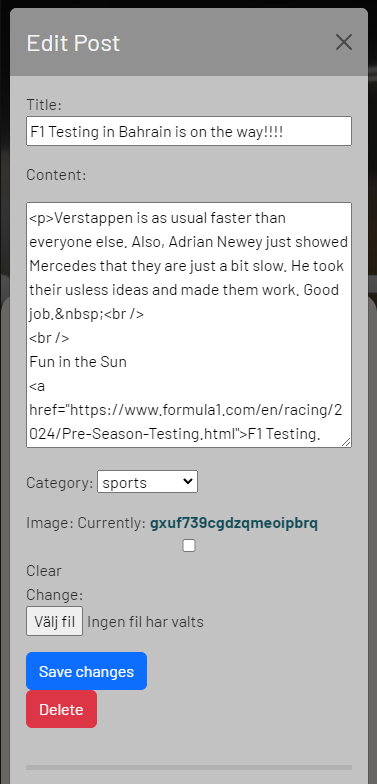 Edit Post
Title:
F1 Testing in Bahrain is on the way!!!!
Content:
<p>Verstappen is as usual faster than
everyone else. Also, Adrian Newey just showed
Mercedes that they are just a bit slow. He took
their usless ideas and made them work. Good
job.&nbsp;<br />
<br />
Fun in the Sun
<a
href="https://www.formula1.com/en/racing/2
024/Pre-Season-Testing.html">F1 Testing.
Category: sports
Image: Currently: gxuf739cgdzqmeoipbrq
Clear
Change:
Välj fil Ingen fil har valts
Save changes
Delete